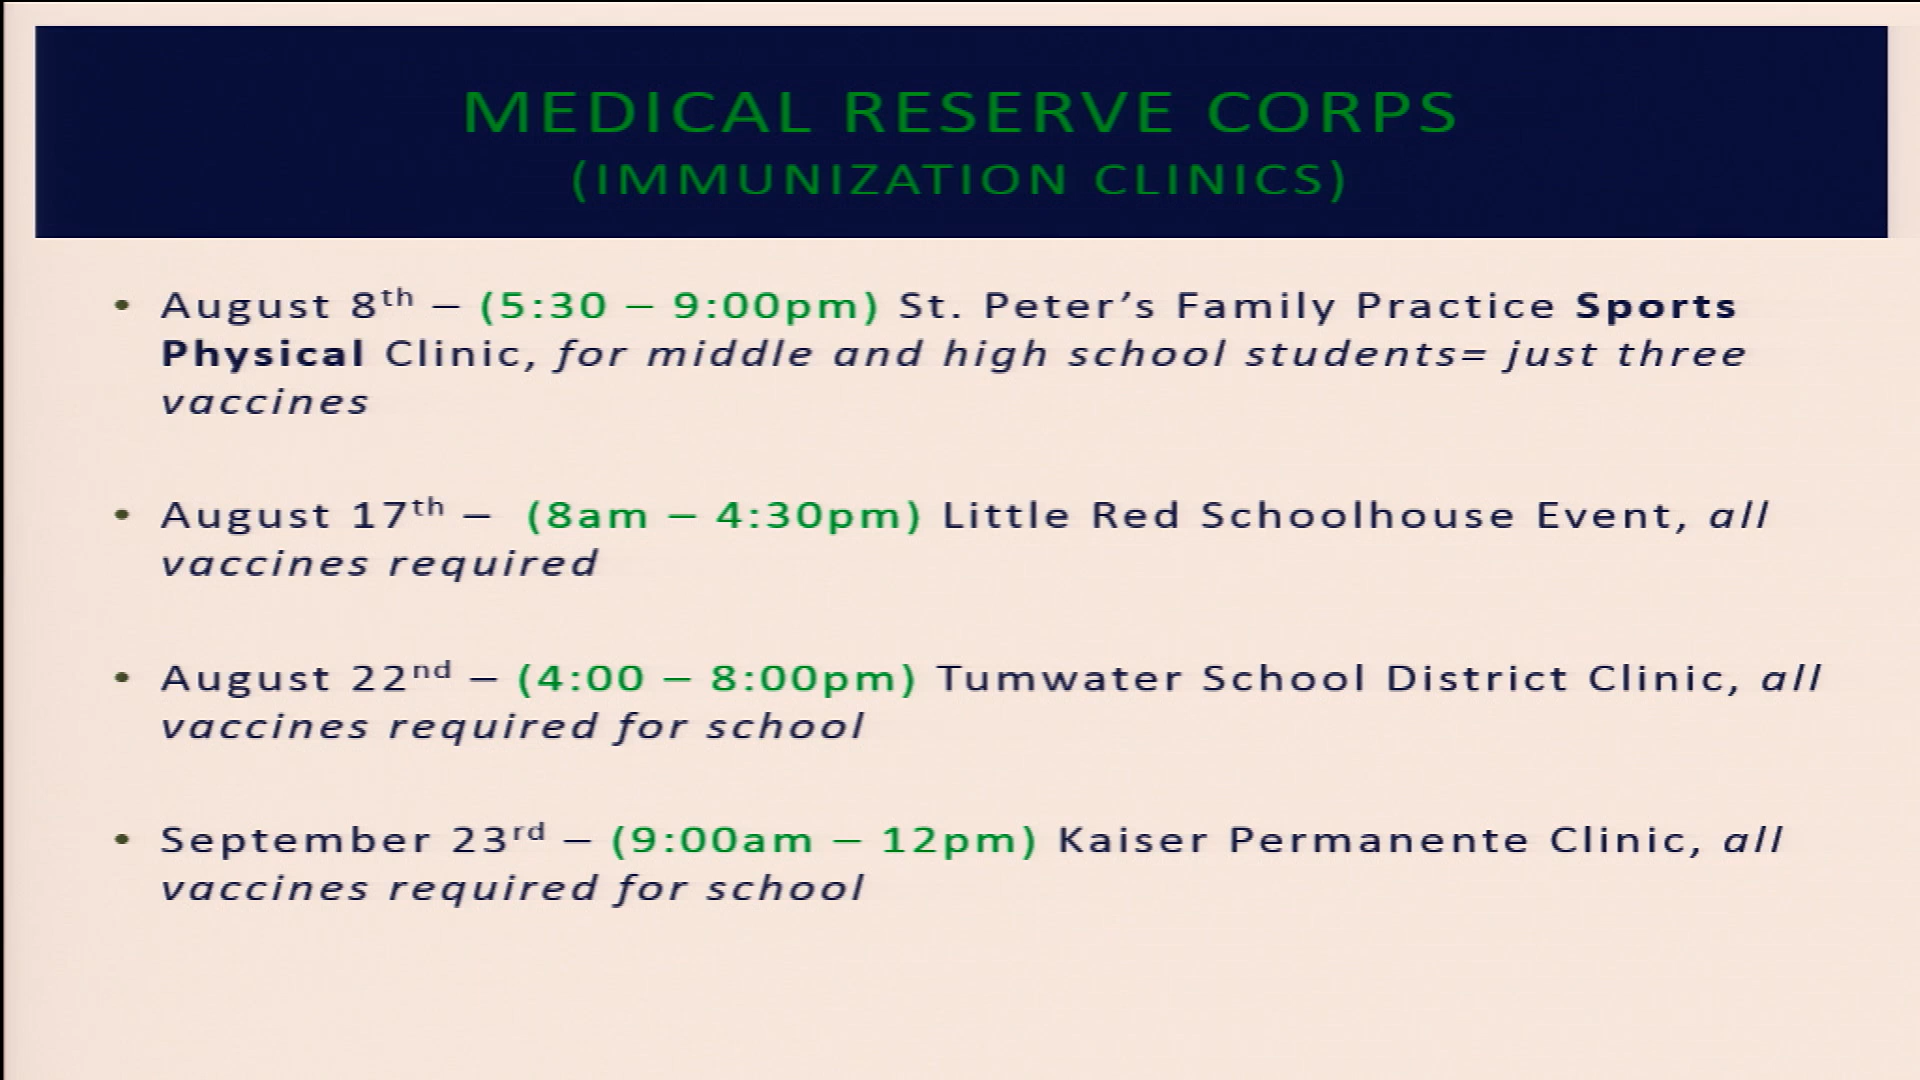 MEDICAL RESERVE CORPS
(IMMUNIZATION CLINICS)
• August 8th – (5:30 – 9:00pm) St. Peter’s Family Practice Sports
Physical Clinic, for middle and high school students= just three
vaccines
• August 17th – (8am – 4:30pm) Little Red Schoolhouse Event, all
vaccines required
• August 22nd – (4:00 – 8:00pm) Tumwater School District Clinic, all
vaccines required for school
• September 23rd – (9:00am – 12pm) Kaiser Permanente Clinic, all
vaccines required for school